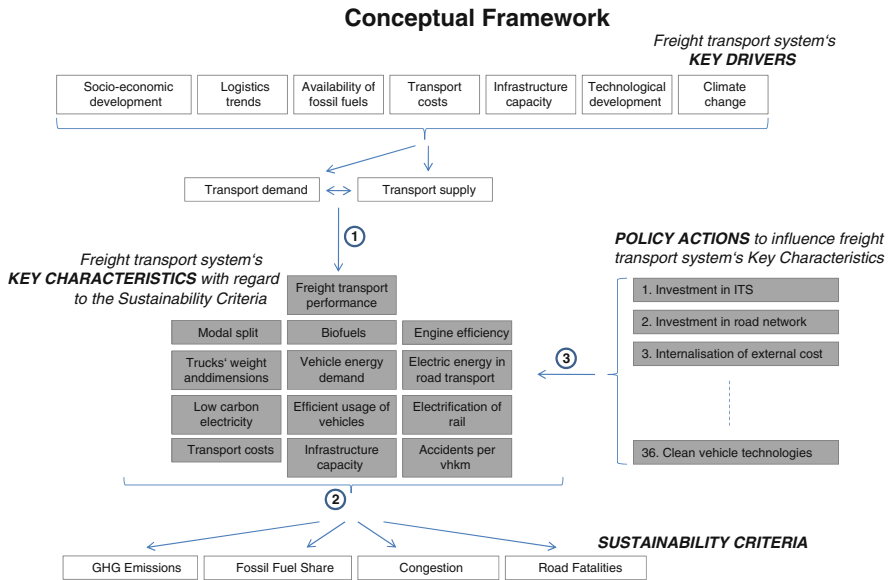 Conceptual Framework
Freight transport system's
KEY DRIVERS
Socio-economic
development
Logistics
trends
Availability of
fossil fuels
Transport
costs
Infrastructure
capacity
Technological
development
Climate
change
Transport demand
Transport supply
1
Freight transport system's
KEY CHARACTERISTICS with regard
to the Sustainability Criteria
POLICY ACTIONS to influence freight
transport system's Key Characteristics
Freight transport
performance
Modal split
Biofuels
Engine efficiency
Trucks' weight
anddimensions
Vehicle energy
demand
Electric energy in
road transport
Low carbon
electricity
Efficient usage of
vehicles
Electrification of
rail
Transport costs
Infrastructure
capacity
Accidents per
vhkm
3
1. Investment in ITS
2. Investment in road network
3. Internalisation of external cost
36. Clean vehicle technologies
2
SUSTAINABILITY CRITERIA
GHG Emissions
Fossil Fuel Share
Congestion
Road Fatalities